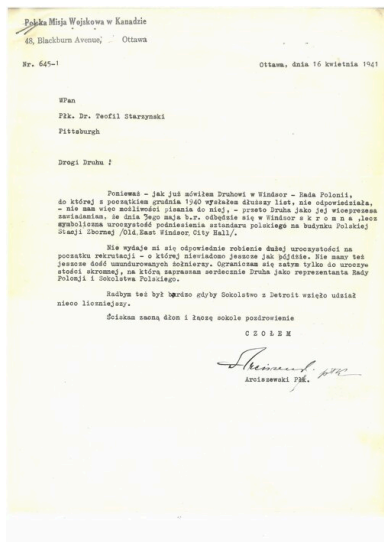 Polska Misja Wojskowa w Kanadzie
48, Blackburn Avenue, Ottawa
Nr. 645-1
Ottawa, dnia 16 kwietnia 1941
WPan
Płk. Dr. Teofil Starzynski
Pittsburgh
Drogi Druhu !
Ponieważ - jak już mówiłem Druhowi w Windsor - Rada Polonii,
do której z początkiem grudnia 1940 wysłałem dłuższy list, nie odpowiedziała,
- nie mam więc możliwości pisania do niej, - przeto Druha jako jej wiceprezesa
zawiadamiam, że dnia 3ego maja b.r. odbędzie się w Windsor s k r o m n a ,lecz
symboliczna uroczystość podniesienia sztandaru polskiego na budynku Polskiej
Stacji Zbornej /Old East Windsor City Hall/.
Nie wydaje mi się odpowiednie robienie dużej uroczystości na
początku rekrutacji - o której niewiadomo jeszcze jak pójdzie. Nie mamy też
jeszcze dość umundurowanych żołnierzy. Ograniczam się zatym tylko do uroczy
stości skromnej, na którą zapraszam serdecznie Druha jako reprezentanta Rady
Polonji i Sokolstwa Polskiego.
Radbym też był bardzo gdyby Sokolstwo z Detroit wzięło udział
nieco liczniejszy.
Ściskam zacną dłon i łączę sokole pozdrowienie
C Z O Ł E M
Arciszewski Płk.